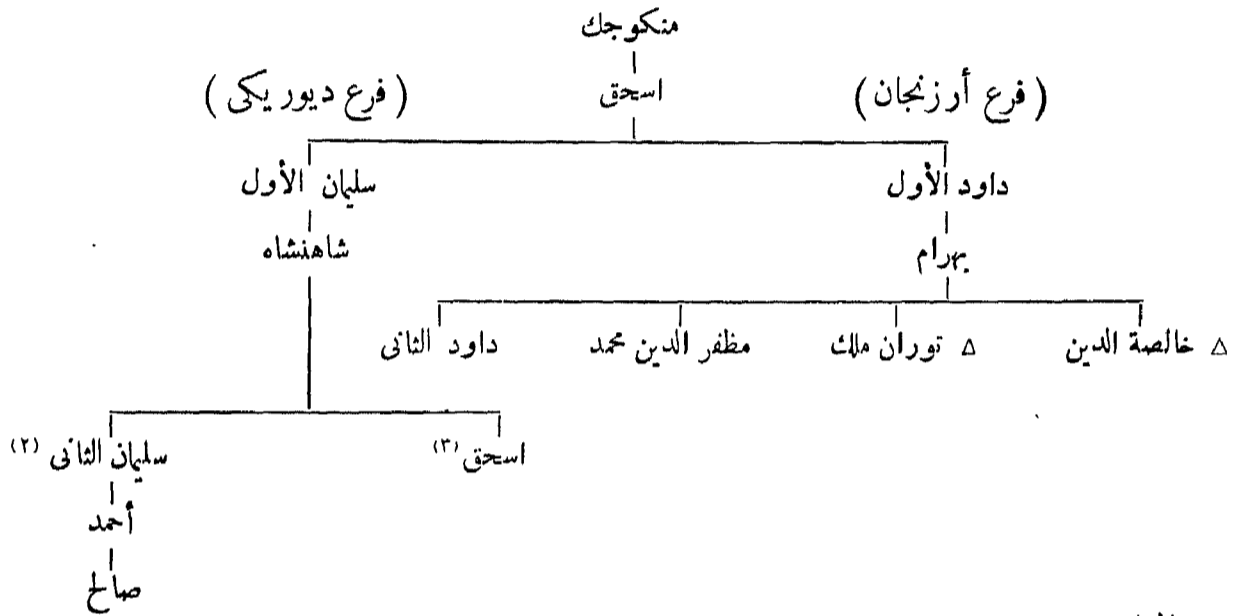 منكوجك
(فرع أرزنجان) اسحق (فرع ديوريكى)
داود الأول سليمان الأول
بهرام شاهنشاه
△ خالصة الدين △ توران ملك مظفر الدين محمد داود الثانى
اسحق (٣) سليمان الثانى (٢)
أحمد
صالح